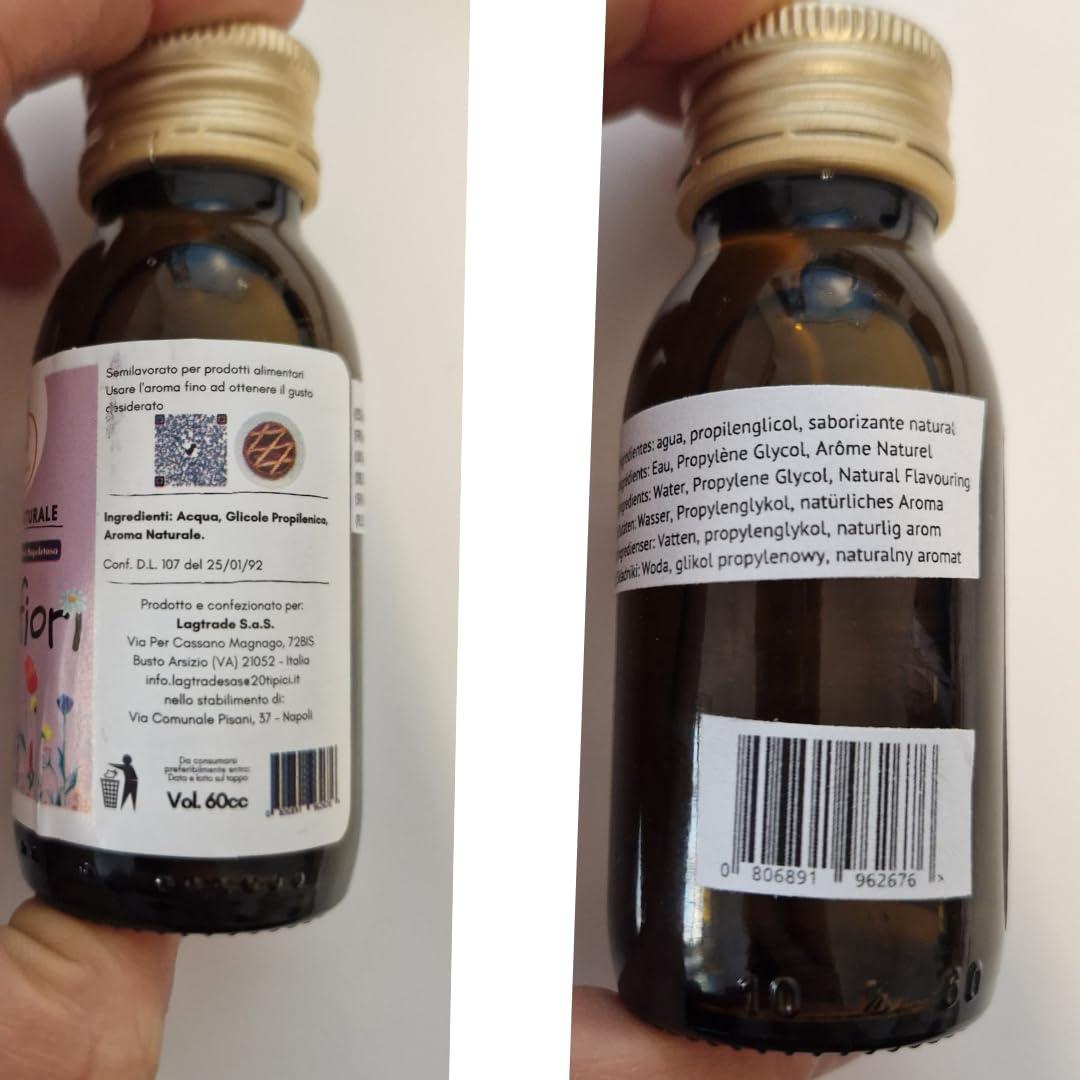 Semilavorato per prodotti alimentari
Usare l'aroma fino ad ottenere il gusto
desiderato
Ingredienti: Acqua, Glicole Propilenica,
Aroma Naturale.
Conf. D.L. 107 del 25/01/92
Prodotto e confezionato per:
Lagtrade S.a.S.
Via Per Cassano Magnago, 72BIS
Busto Arsizio (VA) 21052 - Italia
info.lagtradesas@20tipici.it
nello stabilimento di:
Via Comunale Pisani, 37 - Napoli
Da consumarsi
preferibilmente entro:
Data e lotto sul tappo
Vol. 60cc
TURALE
fiori
agua, propilenglicol, saborizante natural
Eau, Propylène Glycol, Arôme Naturel
Water, Propylene Glycol, Natural Flavouring
Wasser, Propylenglykol, natürliches Aroma
Vatten, propylenglykol, naturlig arom
Woda, glikol propylenowy, naturalny aromat
0 806891 962676 >
10 60